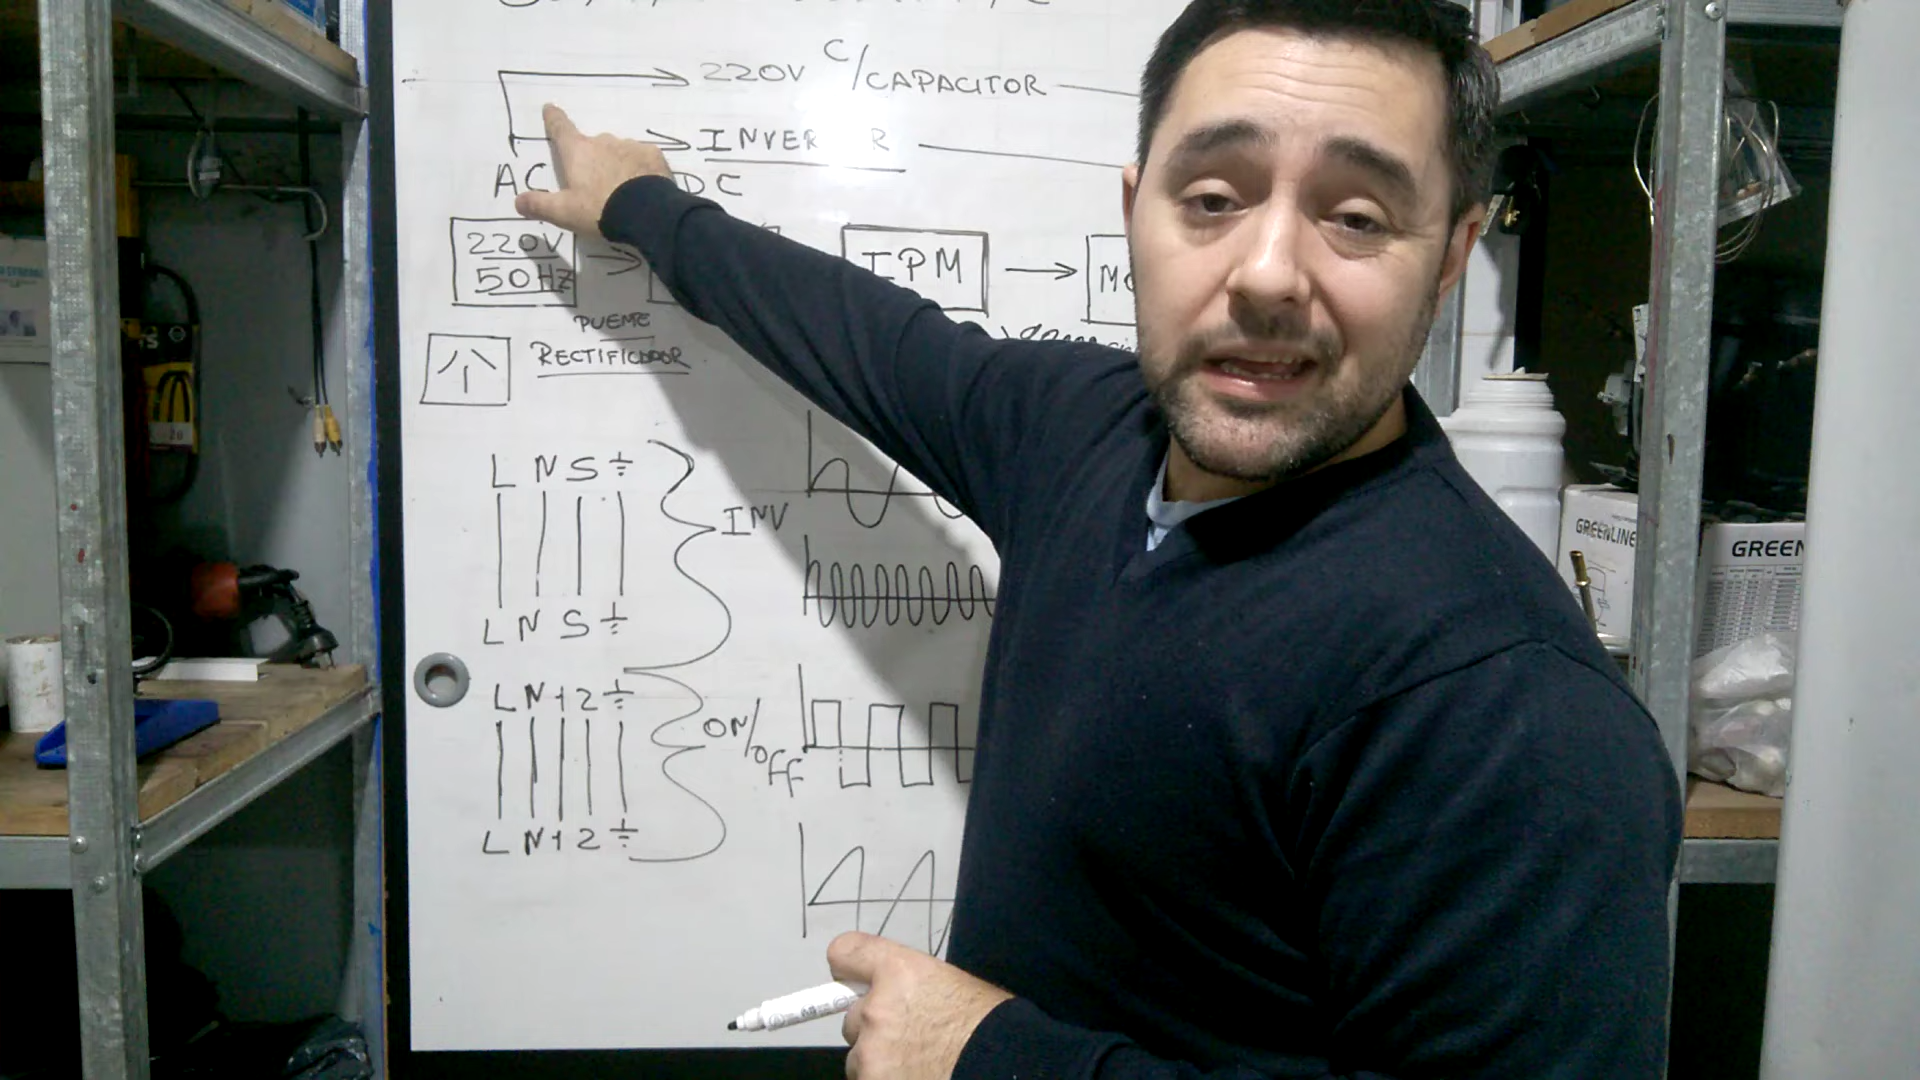 220V C/CAPACITOR
INVER R
AC DC
220V
50HZ
IPM
PUENTE
RECTIFICADOR
L N S
INV
L N S
L N 1 2
ON/OFF
L N 1 2
GREENLINE
GREEN